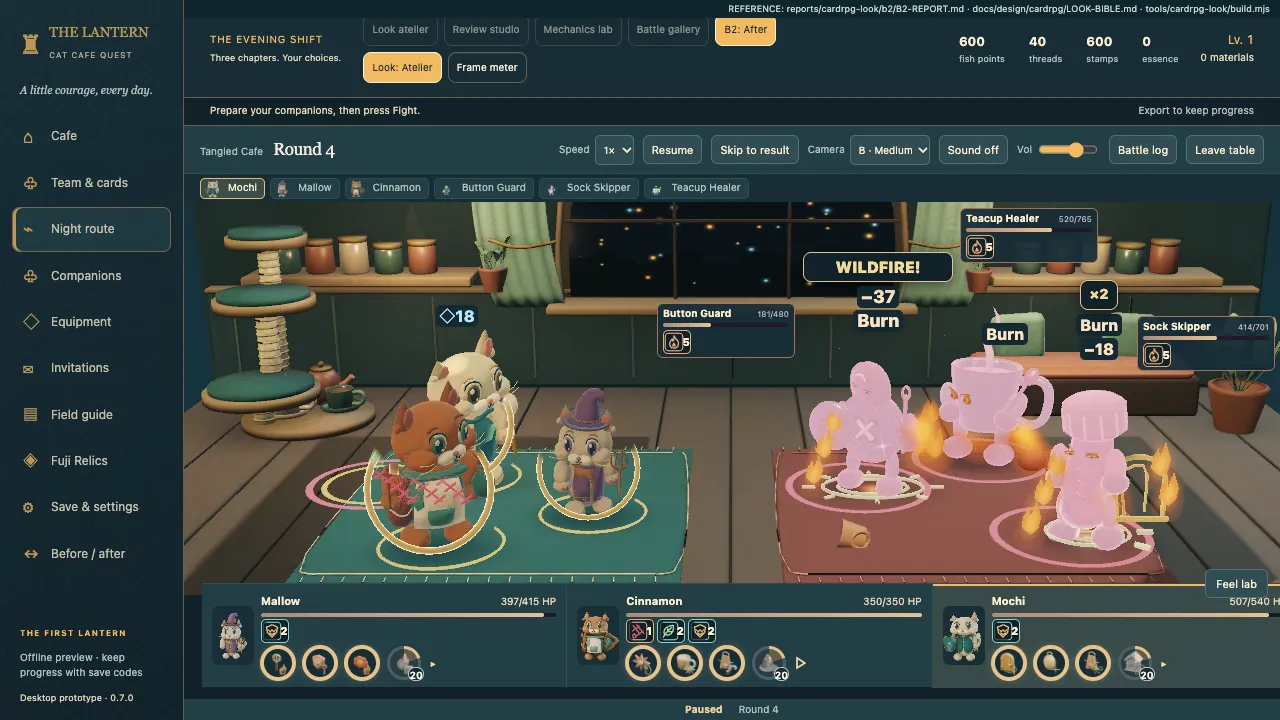 REFERENCE: reports/cardrpg-look/b2/B2-REPORT.md · docs/design/cardrpg/LOOK-BIBLE.md · tools/cardrpg-look/build.mjs
THE LANTERN
CAT CAFE QUEST
A little courage, every day.
Cafe
Team & cards
Night route
Companions
Equipment
Invitations
Field guide
Fuji Relics
Save & settings
Before / after
THE FIRST LANTERN
Offline preview · keep
progress with save codes
Desktop prototype · 0.7.0
THE EVENING SHIFT
Three chapters. Your choices.
Look atelier
Review studio
Mechanics lab
Battle gallery
B2: After
Look: Atelier
Frame meter
600
fish points
40
threads
600
stamps
0
essence
Lv. 1
0 materials
Prepare your companions, then press Fight.
Export to keep progress
Tangled Cafe Round 4
Speed 1x
Resume
Skip to result
Camera B · Medium
Sound off
Vol
Battle log
Leave table
Mochi
Mallow
Cinnamon
Button Guard
Sock Skipper
Teacup Healer
Teacup Healer 520/765
5
WILDFIRE!
−37
Burn
×2
Burn
−18
Burn
18
Button Guard 181/480
5
Sock Skipper 414/701
5
Feel lab
Mallow 397/415 HP
2
20
Cinnamon 350/350 HP
1
2
2
20
Mochi 507/540 H
2
20
Paused Round 4